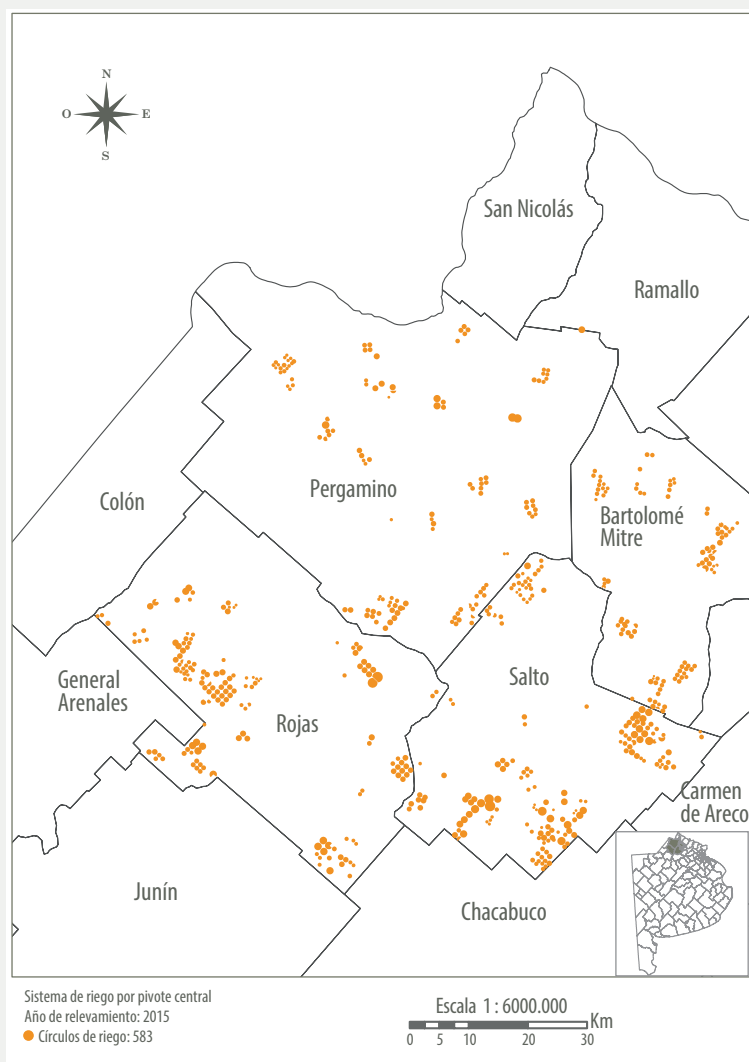 N
O
E
S
San Nicolás
Ramallo
Colón
Pergamino
Bartolomé
Mitre
General
Arenales
Rojas
Salto
Carmen
de Areco
Junín
Chacabuco
Sistema de riego por pivote central
Año de relevamiento: 2015
Círculos de riego: 583
Escala 1 : 6000.000
Km
0 5 10 20 30